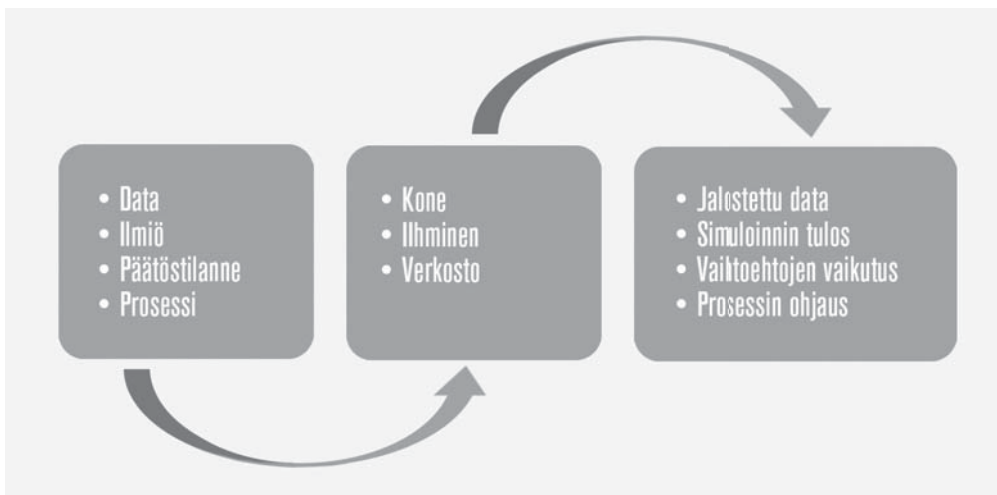 • Data
• Ilmiö
• Päätöstilanne
• Prosessi
• Kone
• Ihminen
• Verkosto
• Jalostettu data
• Simuloinnin tulos
• Vaihtoehtojen vaikutus
• Prosessin ohjaus